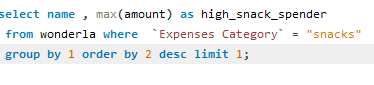 select name , max(amount) as high_snack_spender
from wonderla where  `Expenses Category` = "snacks"
group by 1 order by 2 desc limit 1;